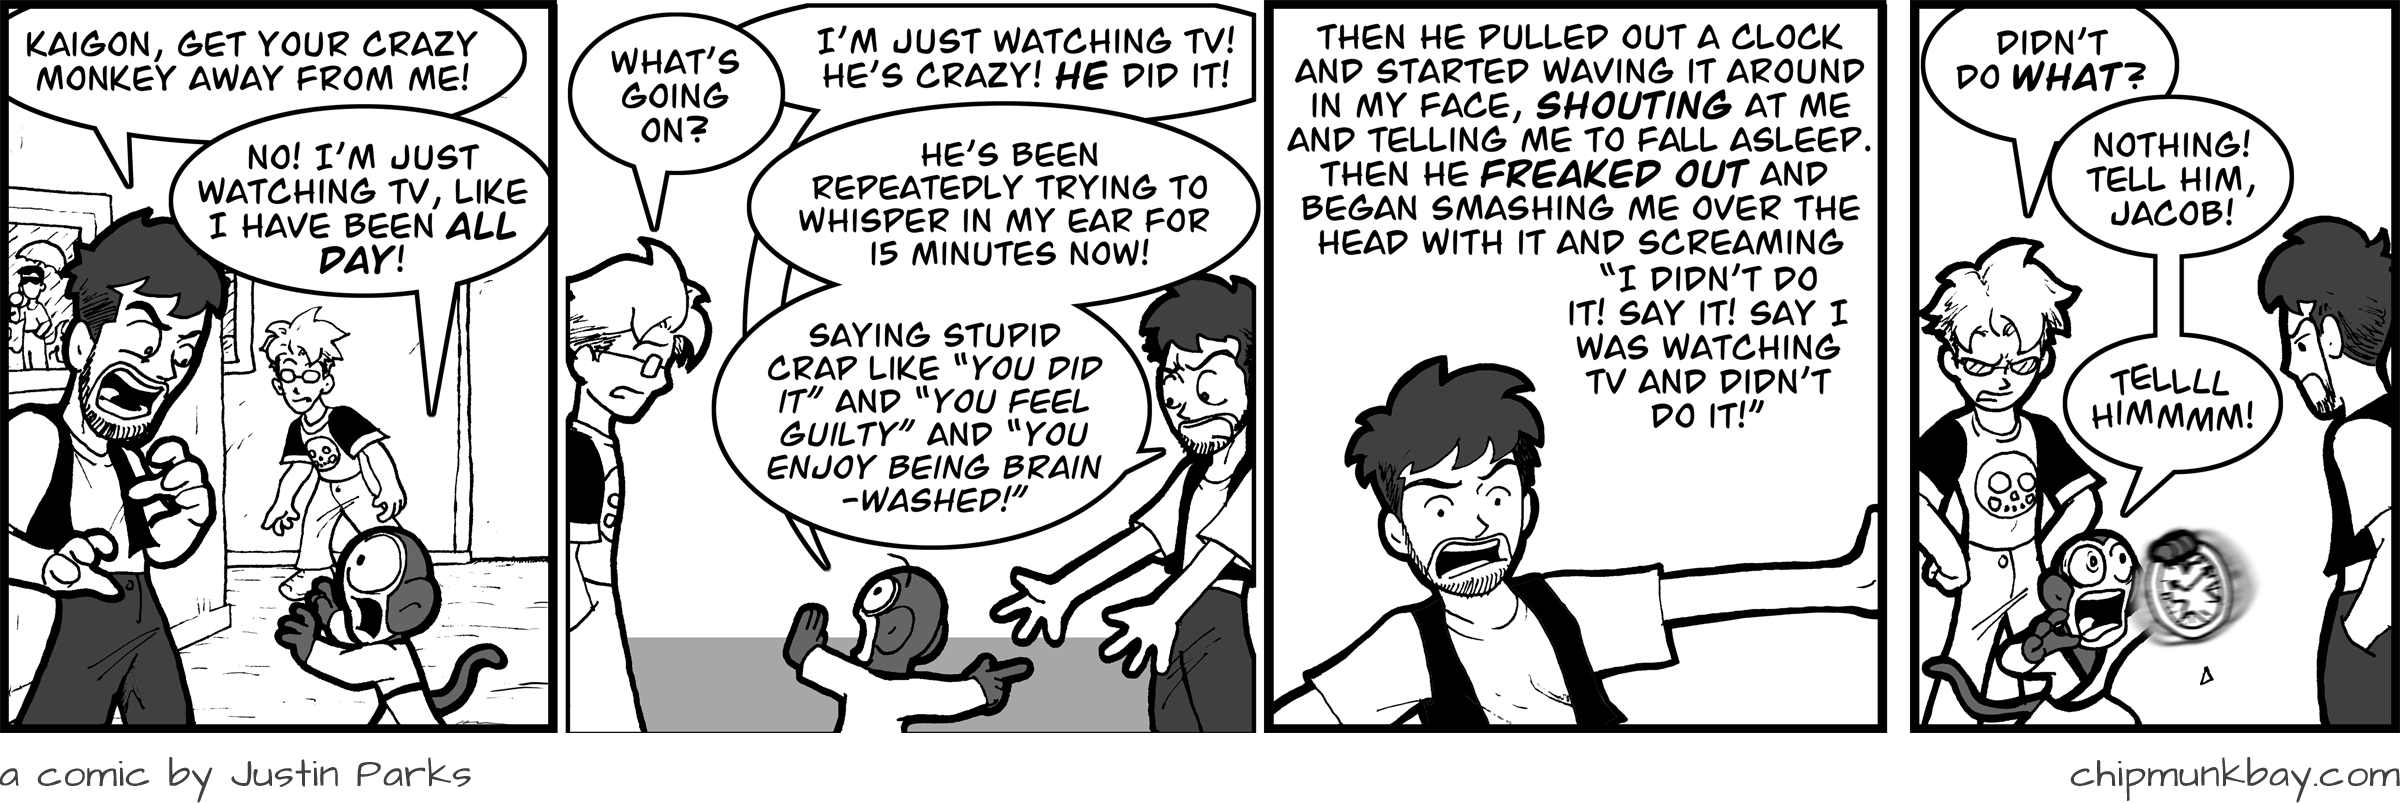 KAIGON, GET YOUR CRAZY
MONKEY AWAY FROM ME!
NO! I'M JUST
WATCHING TV, LIKE
I HAVE BEEN ALL
DAY!
WHAT'S
GOING
ON?
I'M JUST WATCHING TV!
HE'S CRAZY! HE DID IT!
HE'S BEEN
REPEATEDLY TRYING TO
WHISPER IN MY EAR FOR
15 MINUTES NOW!
SAYING STUPID
CRAP LIKE "YOU DID
IT" AND "YOU FEEL
GUILTY" AND "YOU
ENJOY BEING BRAIN
-WASHED!"
THEN HE PULLED OUT A CLOCK
AND STARTED WAVING IT AROUND
IN MY FACE, SHOUTING AT ME
AND TELLING ME TO FALL ASLEEP.
THEN HE FREAKED OUT AND
BEGAN SMASHING ME OVER THE
HEAD WITH IT AND SCREAMING
"I DIDN'T DO
IT! SAY IT! SAY I
WAS WATCHING
TV AND DIDN'T
DO IT!"
DIDN'T
DO WHAT?
NOTHING!
TELL HIM,
JACOB!
TELLLL
HIMMMM!
a comic by Justin Parks
chipmunkbay.com